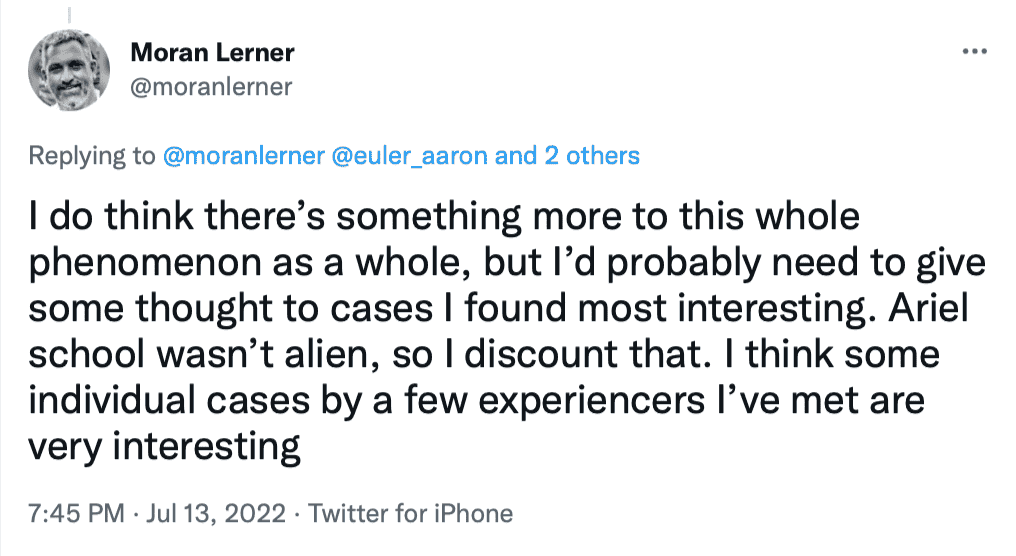 Moran Lerner
@moranlerner
Replying to @moranlerner @euler_aaron and 2 others
I do think there’s something more to this whole
phenomenon as a whole, but I’d probably need to give
some thought to cases I found most interesting. Ariel
school wasn’t alien, so I discount that. I think some
individual cases by a few experiencers I’ve met are
very interesting
7:45 PM · Jul 13, 2022 · Twitter for iPhone